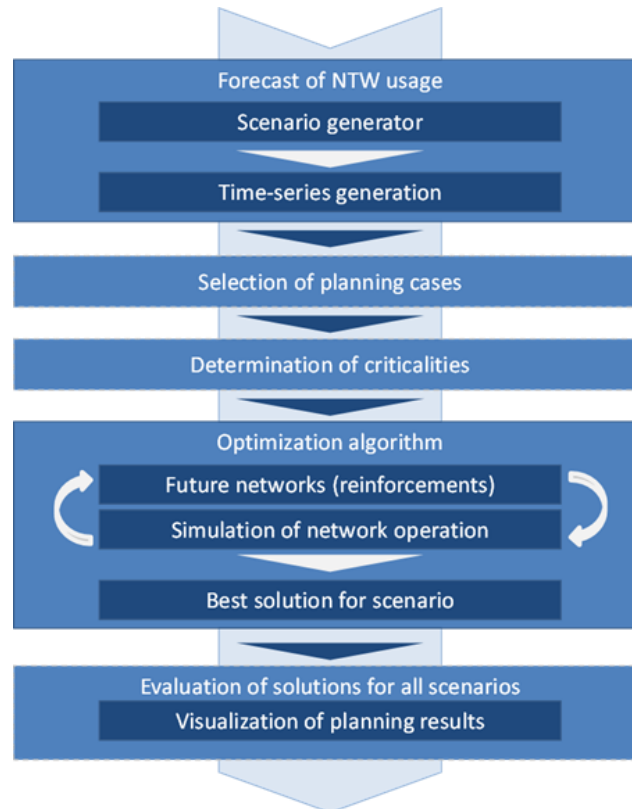 Forecast of NTW usage
Scenario generator
Time-series generation
Selection of planning cases
Determination of criticalities
Optimization algorithm
Future networks (reinforcements)
Simulation of network operation
Best solution for scenario
Evaluation of solutions for all scenarios
Visualization of planning results